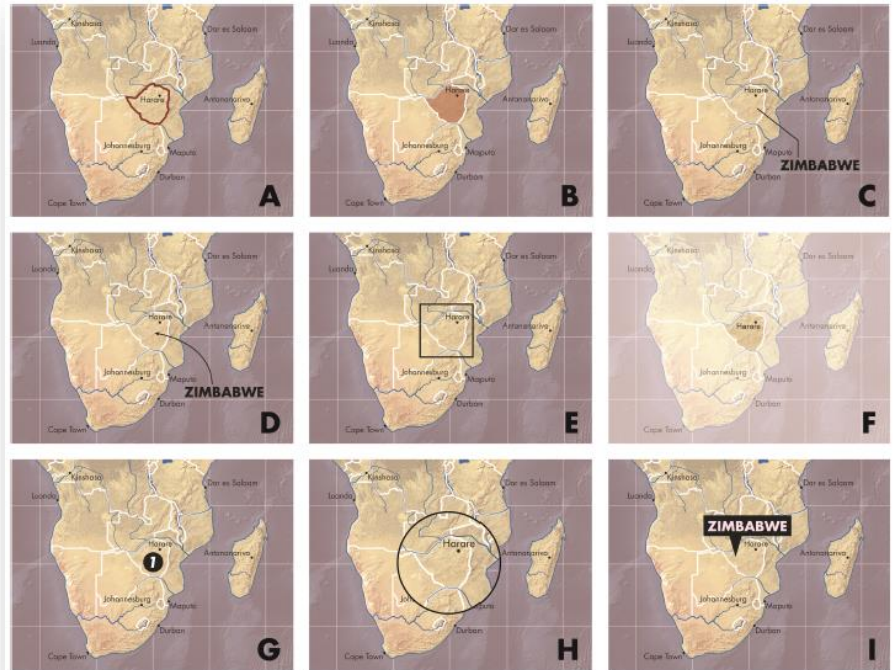 Kinshasa
Luanda
Dar es Salaam
Harare
Antananarivo
Johannesburg
Maputo
Durban
Cape Town
A
Kinshasa
Luanda
Dar es Salaam
Harare
Antananarivo
Johannesburg
Maputo
Durban
Cape Town
B
Kinshasa
Luanda
Dar es Salaam
Harare
Antananarivo
Johannesburg
Maputo
ZIMBABWE
Durban
Cape Town
C
Kinshasa
Luanda
Dar es Salaam
Harare
Antananarivo
Johannesburg
Maputo
ZIMBABWE
Durban
Cape Town
D
Kinshasa
Luanda
Dar es Salaam
Harare
Antananarivo
Johannesburg
Maputo
Durban
Cape Town
E
Kinshasa
Luanda
Dar es Salaam
Harare
Antananarivo
Johannesburg
Maputo
Durban
Cape Town
F
Kinshasa
Luanda
Dar es Salaam
Harare
Antananarivo
1
Johannesburg
Maputo
Durban
Cape Town
G
Kinshasa
Luanda
Dar es Salaam
Harare
Antananarivo
Durban
Cape Town
H
Kinshasa
Luanda
Dar es Salaam
ZIMBABWE
Harare
Antananarivo
Johannesburg
Maputo
Durban
Cape Town
I